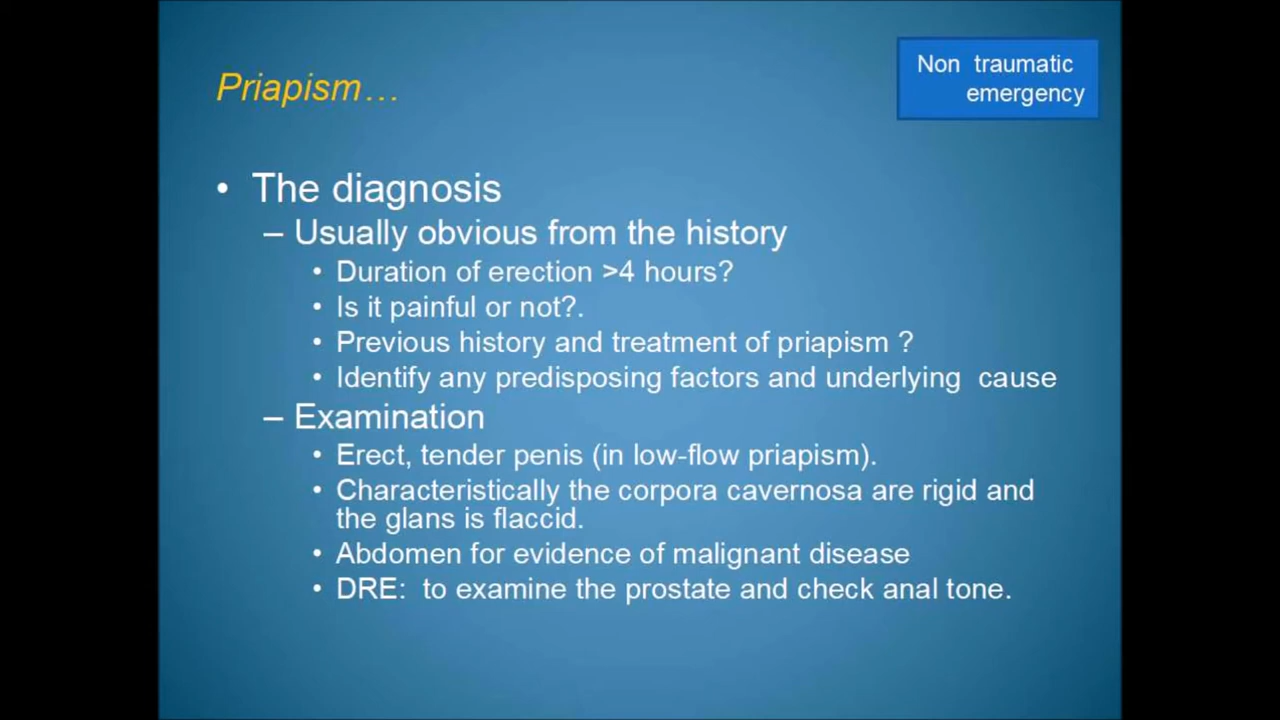 Priapism…
Non traumatic
emergency
• The diagnosis
– Usually obvious from the history
• Duration of erection >4 hours?
• Is it painful or not?.
• Previous history and treatment of priapism ?
• Identify any predisposing factors and underlying cause
– Examination
• Erect, tender penis (in low-flow priapism).
• Characteristically the corpora cavernosa are rigid and
the glans is flaccid.
• Abdomen for evidence of malignant disease
• DRE: to examine the prostate and check anal tone.